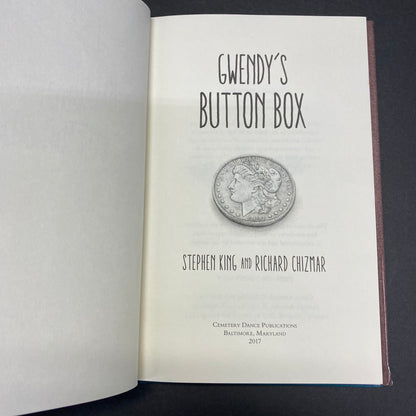 GWENDY'S
BUTTON BOX
STEPHEN KING AND RICHARD CHIZMAR
CEMETERY DANCE PUBLICATIONS
BALTIMORE, MARYLAND
2017